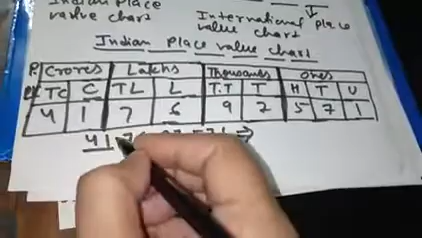 Indian Place
value chart
International place
value chart
Indian Place value chart
P. Crores Lakhs Thousands Ones
TC C TL L T.T T H T U
4 1 7 6 9 2 5 7 1
41